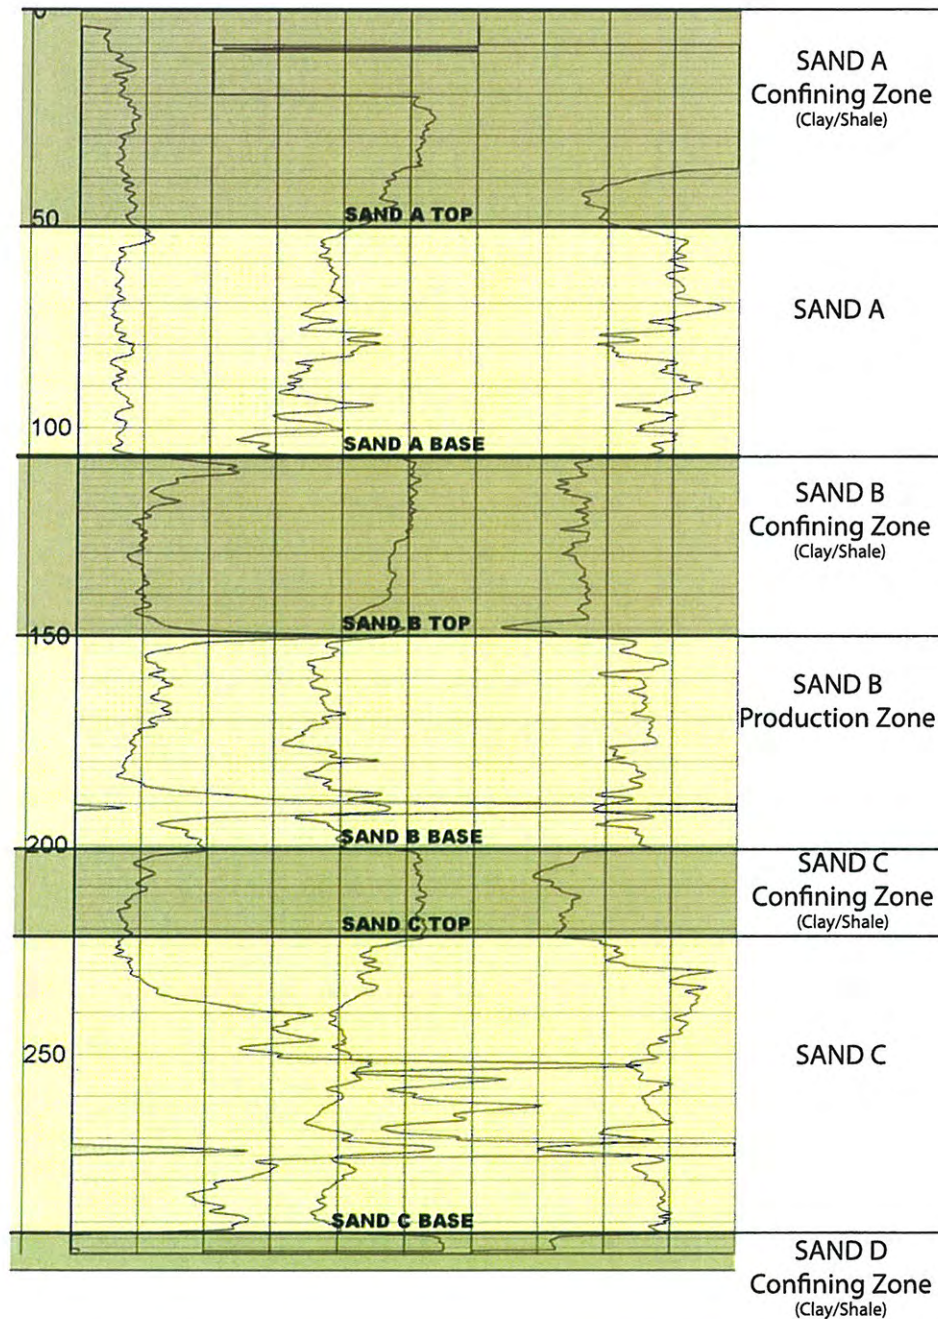 0
SAND A
Confining Zone
(Clay/Shale)
SAND A TOP
50
SAND A
100
SAND A BASE
SAND B
Confining Zone
(Clay/Shale)
SAND B TOP
150
SAND B
Production Zone
SAND B BASE
200
SAND C
Confining Zone
(Clay/Shale)
SAND C TOP
250
SAND C
SAND C BASE
SAND D
Confining Zone
(Clay/Shale)